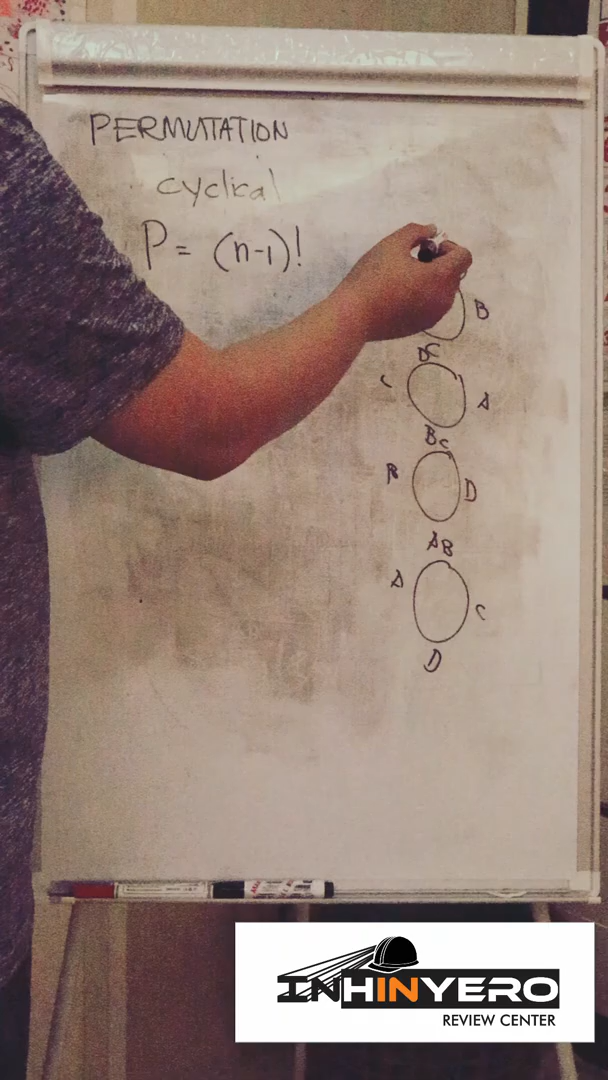 PERMUTATION
cyclical
P = (n-1)!
B
C
D C
A
B C
B
D
A B
A
C
D
INHINYERO
REVIEW CENTER